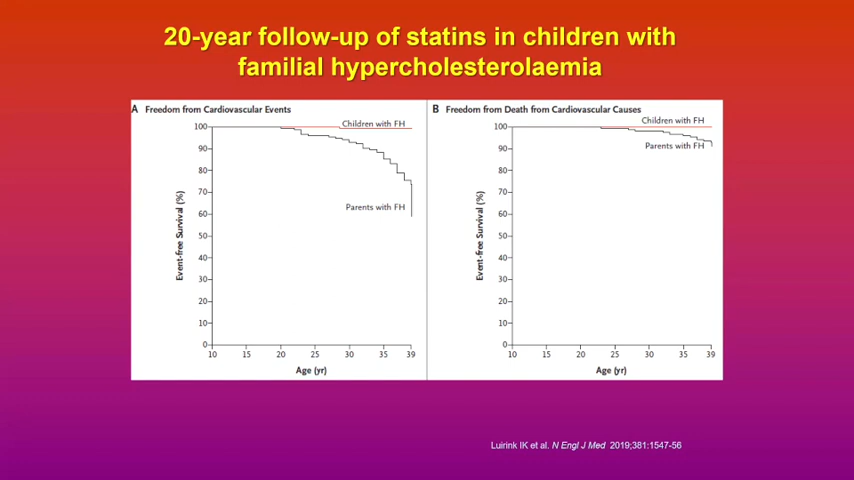 20-year follow-up of statins in children with
familial hypercholesterolaemia
A Freedom from Cardiovascular Events
Event-free Survival (%)
100
90
80
70
60
50
40
30
20
10
0
Children with FH
Parents with FH
10 15 20 25 30 35 39
Age (yr)
B Freedom from Death from Cardiovascular Causes
Event-free Survival (%)
100
90
80
70
60
50
40
30
20
10
0
Children with FH
Parents with FH
10 15 20 25 30 35 39
Age (yr)
Luirink IK et al. N Engl J Med 2019;381:1547-56